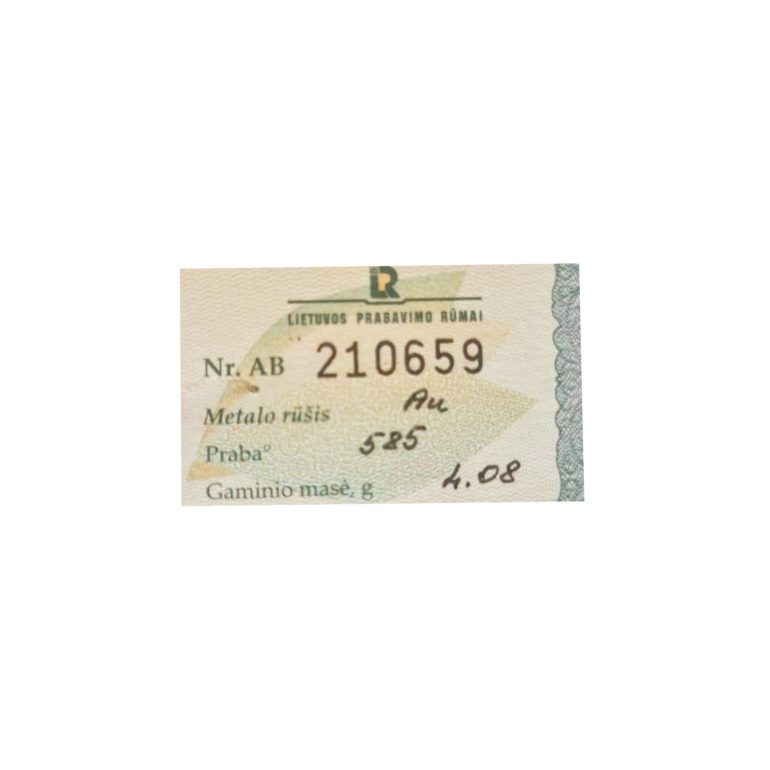 LR
LIETUVOS PRABAVIMO RŪMAI
Nr. AB 210659
Metalo rūšis Au
Praba° 585
Gaminio masė, g 4.08